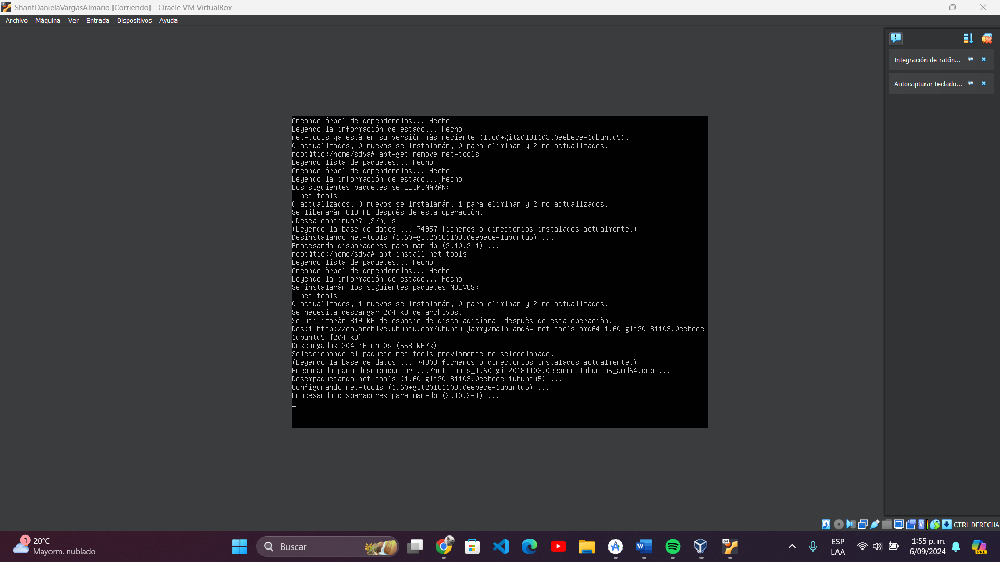 SharitDanielaVargasAlmario [Corriendo] - Oracle VM VirtualBox
Archivo Máquina Ver Entrada Dispositivos Ayuda
Integración de ratón...
Autocapturar teclado...
Creando árbol de dependencias... Hecho
Leyendo la información de estado... Hecho
net-tools ya está en su versión más reciente (1.60+git20181103.0eebece-1ubuntu5).
0 actualizados, 0 nuevos se instalarán, 0 para eliminar y 2 no actualizados.
root@tic:/home/sdva# apt-get remove net-tools
Leyendo lista de paquetes... Hecho
Creando árbol de dependencias... Hecho
Leyendo la información de estado... Hecho
Los siguientes paquetes se ELIMINARÁN:
net-tools
0 actualizados, 0 nuevos se instalarán, 1 para eliminar y 2 no actualizados.
Se liberarán 819 kB después de esta operación.
¿Desea continuar? [S/n] s
(Leyendo la base de datos ... 74957 ficheros o directorios instalados actualmente.)
Desinstalando net-tools (1.60+git20181103.0eebece-1ubuntu5) ...
Procesando disparadores para man-db (2.10.2-1) ...
root@tic:/home/sdva# apt install net-tools
Leyendo lista de paquetes... Hecho
Creando árbol de dependencias... Hecho
Leyendo la información de estado... Hecho
Se instalarán los siguientes paquetes NUEVOS:
net-tools
0 actualizados, 1 nuevos se instalarán, 0 para eliminar y 2 no actualizados.
Se necesita descargar 204 kB de archivos.
Se utilizarán 819 kB de espacio de disco adicional después de esta operación.
Des:1 http://co.archive.ubuntu.com/ubuntu jammy/main amd64 net-tools amd64 1.60+git20181103.0eebece-
1ubuntu5 [204 kB]
Descargados 204 kB en 0s (558 kB/s)
Seleccionando el paquete net-tools previamente no seleccionado.
(Leyendo la base de datos ... 74908 ficheros o directorios instalados actualmente.)
Preparando para desempaquetar .../net-tools_1.60+git20181103.0eebece-1ubuntu5_amd64.deb ...
Desempaquetando net-tools (1.60+git20181103.0eebece-1ubuntu5) ...
Configurando net-tools (1.60+git20181103.0eebece-1ubuntu5) ...
Procesando disparadores para man-db (2.10.2-1) ...
CTRL DERECHA
1
20°C
Mayorm. nublado
Buscar
ESP
LAA
1:55 p. m.
6/09/2024
PRE